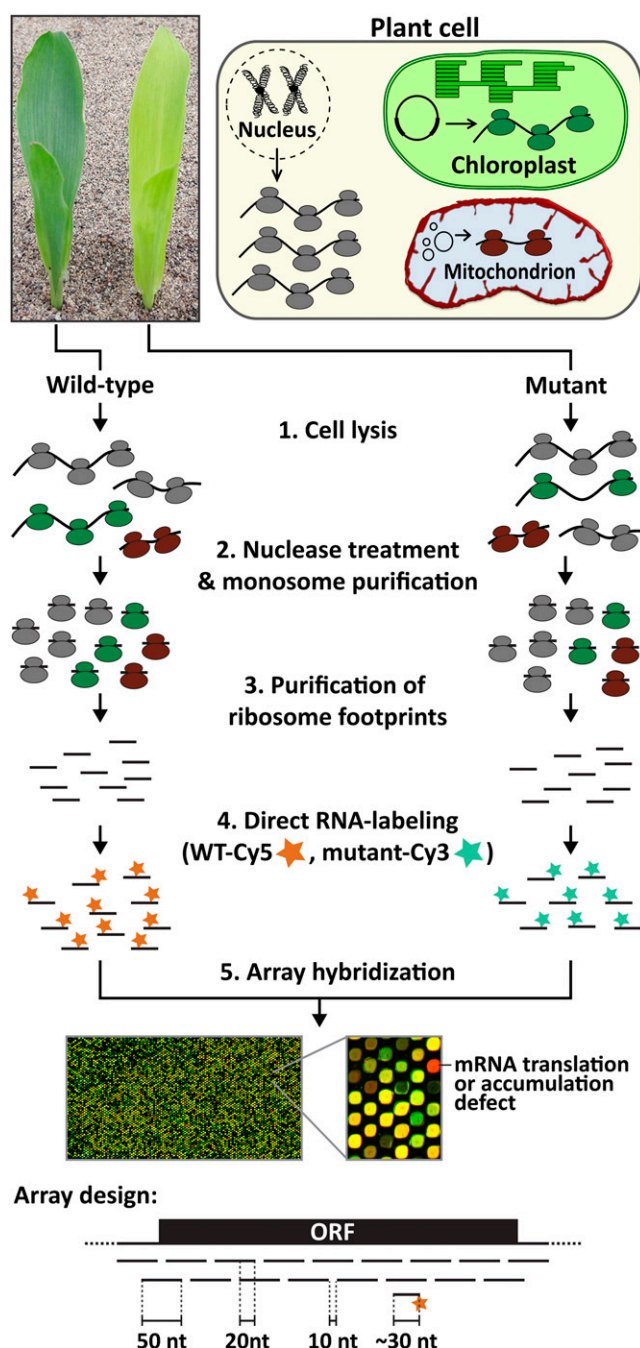 Plant cell
Nucleus
Chloroplast
Mitochondrion
Wild-type
Mutant
1. Cell lysis
2. Nuclease treatment
& monosome purification
3. Purification of
ribosome footprints
4. Direct RNA-labeling
(WT-Cy5 , mutant-Cy3 )
5. Array hybridization
mRNA translation
or accumulation
defect
Array design:
ORF
50 nt 20nt 10 nt ~30 nt